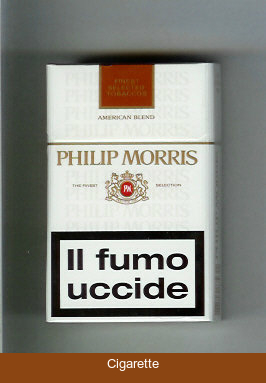 FINEST
SELECTED
TOBACCOS
AMERICAN BLEND
PHILIP MORRIS
THE FINEST SELECTION
PM
Il fumo
uccide
Cigarette